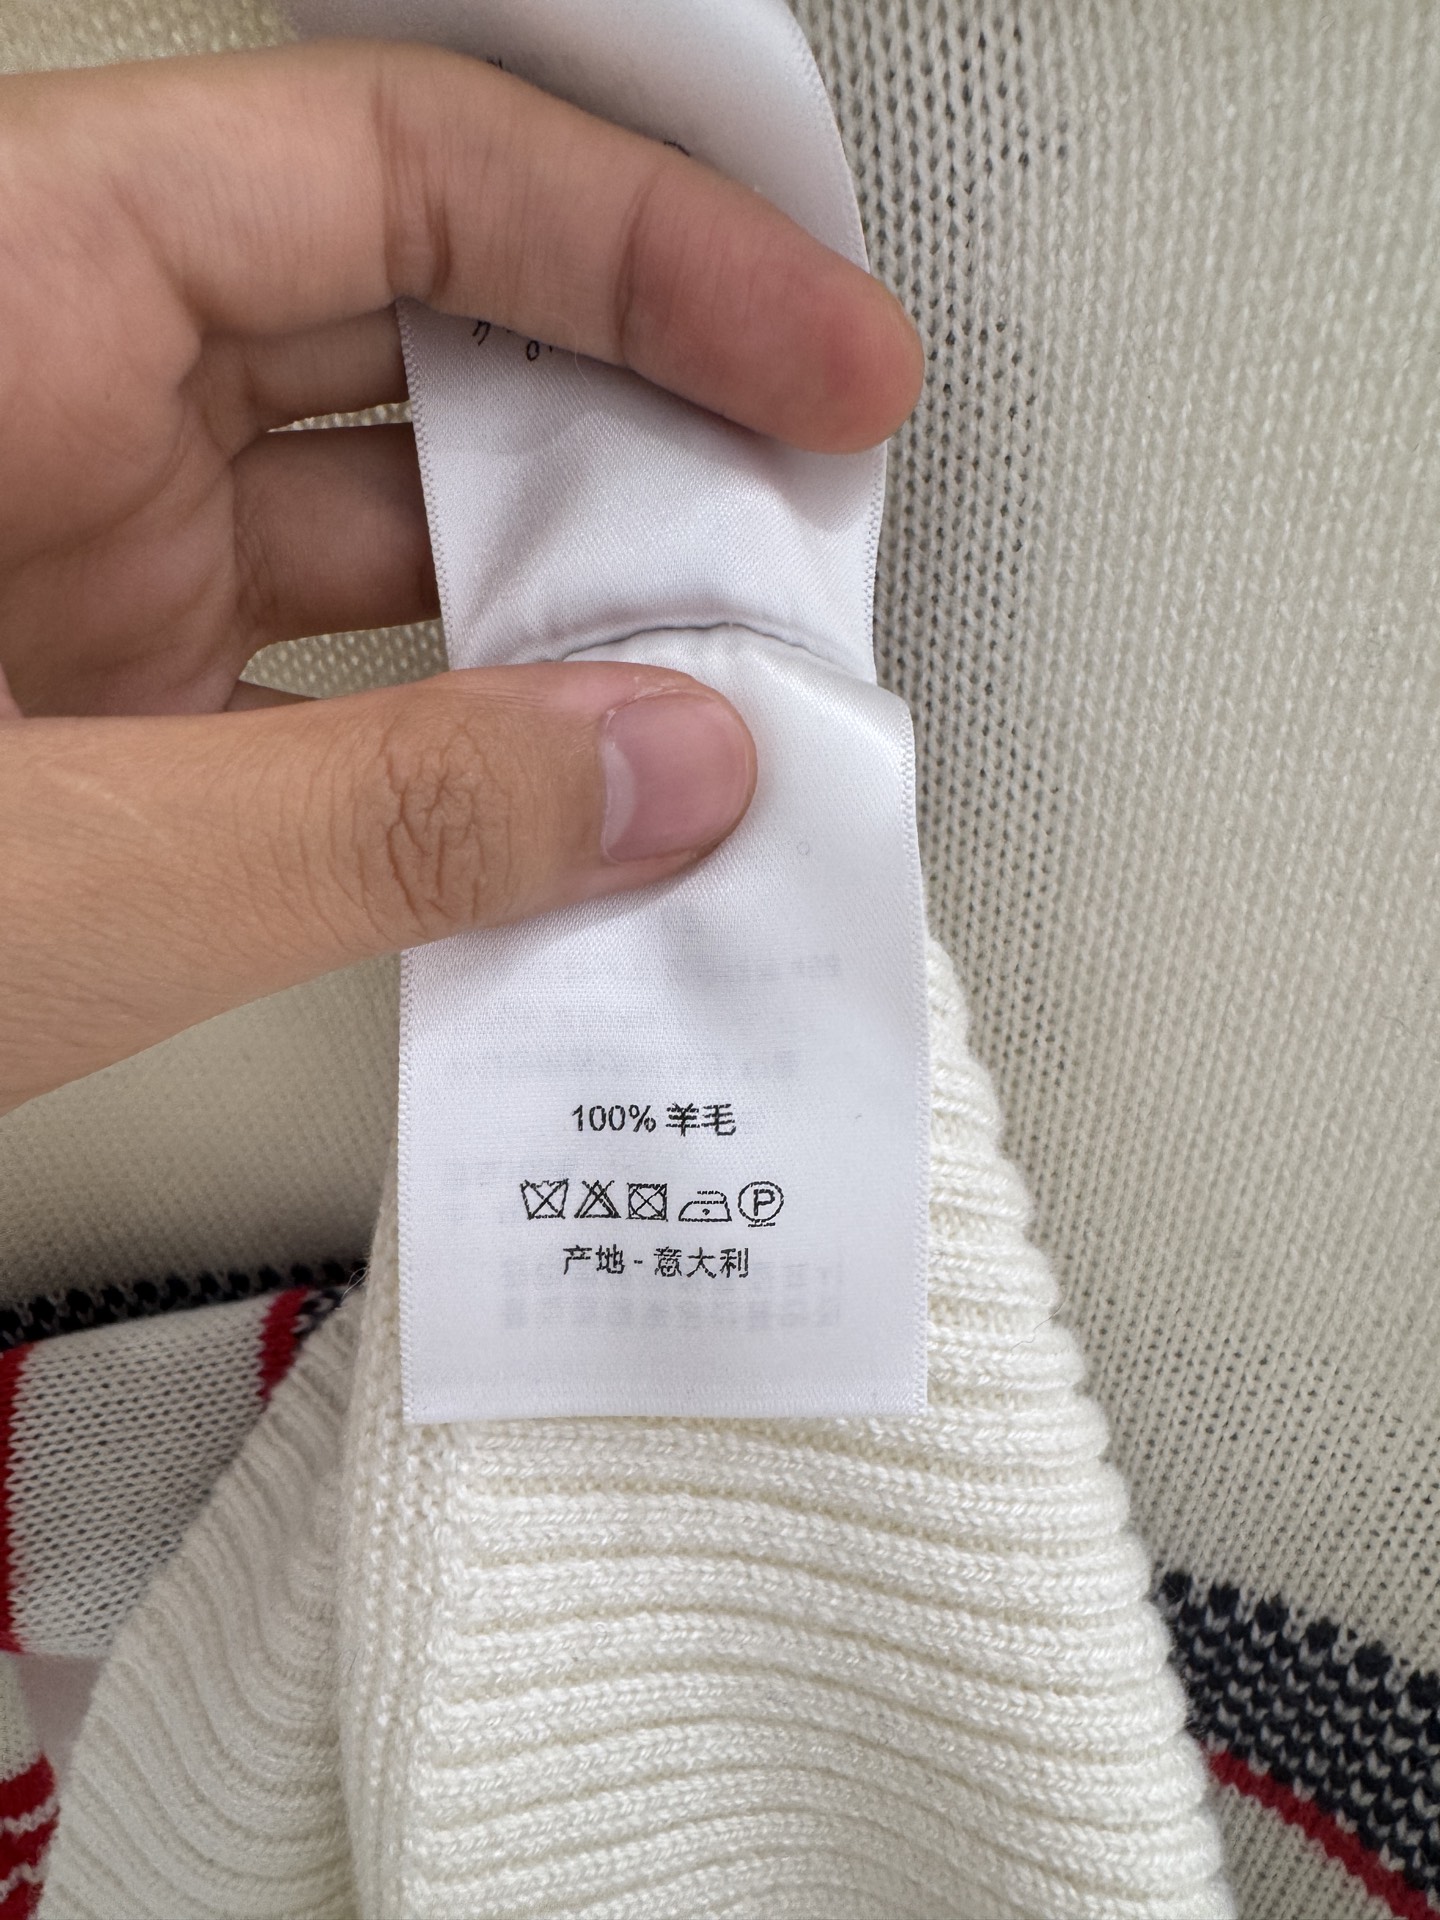 100% 羊毛
P
产地 - 意大利